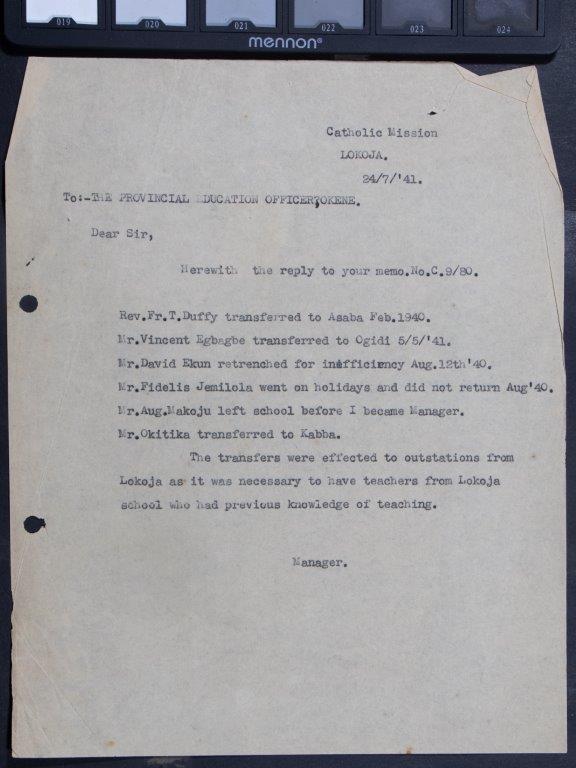 019 020 021 022 023 024
mennon®
Catholic Mission
LOKOJA.
24/7/'41.
To:-THE PROVINCIAL EDUCATION OFFICER,OKENE.
Dear Sir,
Herewith the reply to your memo.No.C.9/80.
Rev.Fr.T.Duffy transferred to Asaba Feb.1940.
Mr.Vincent Egbagbe transferred to Ogidi 5/5/'41.
Mr.David Ekun retrenched for inefficiency Aug.12th'40.
Mr.Fidelis Jemilola went on holidays and did not return Aug'40.
Mr.Aug.Makoju left school before I became Manager.
Mr.Okitika transferred to Kabba.
The transfers were effected to outstations from
Lokoja as it was necessary to have teachers from Lokoja
school who had previous knowledge of teaching.
Manager.